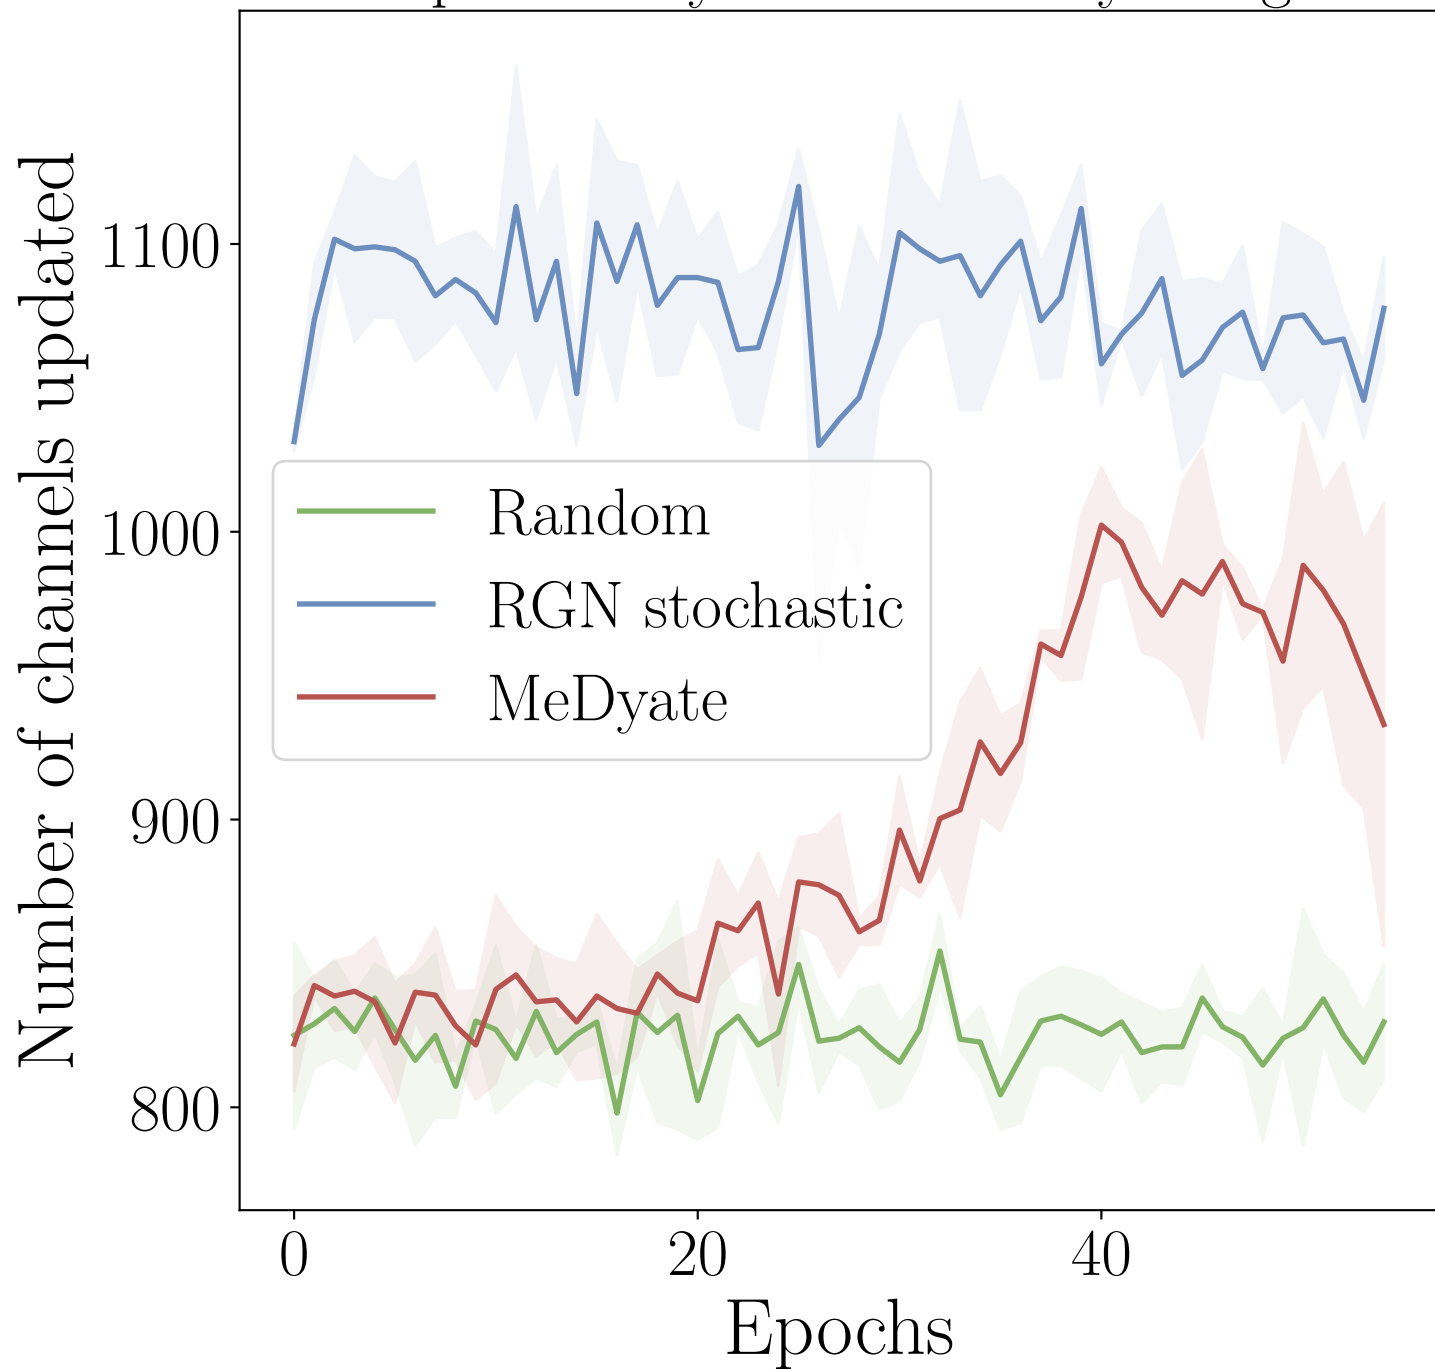 Number of channels updated
1100
1000
900
800
Random
RGN stochastic
MeDyate
0 20 40
Epochs